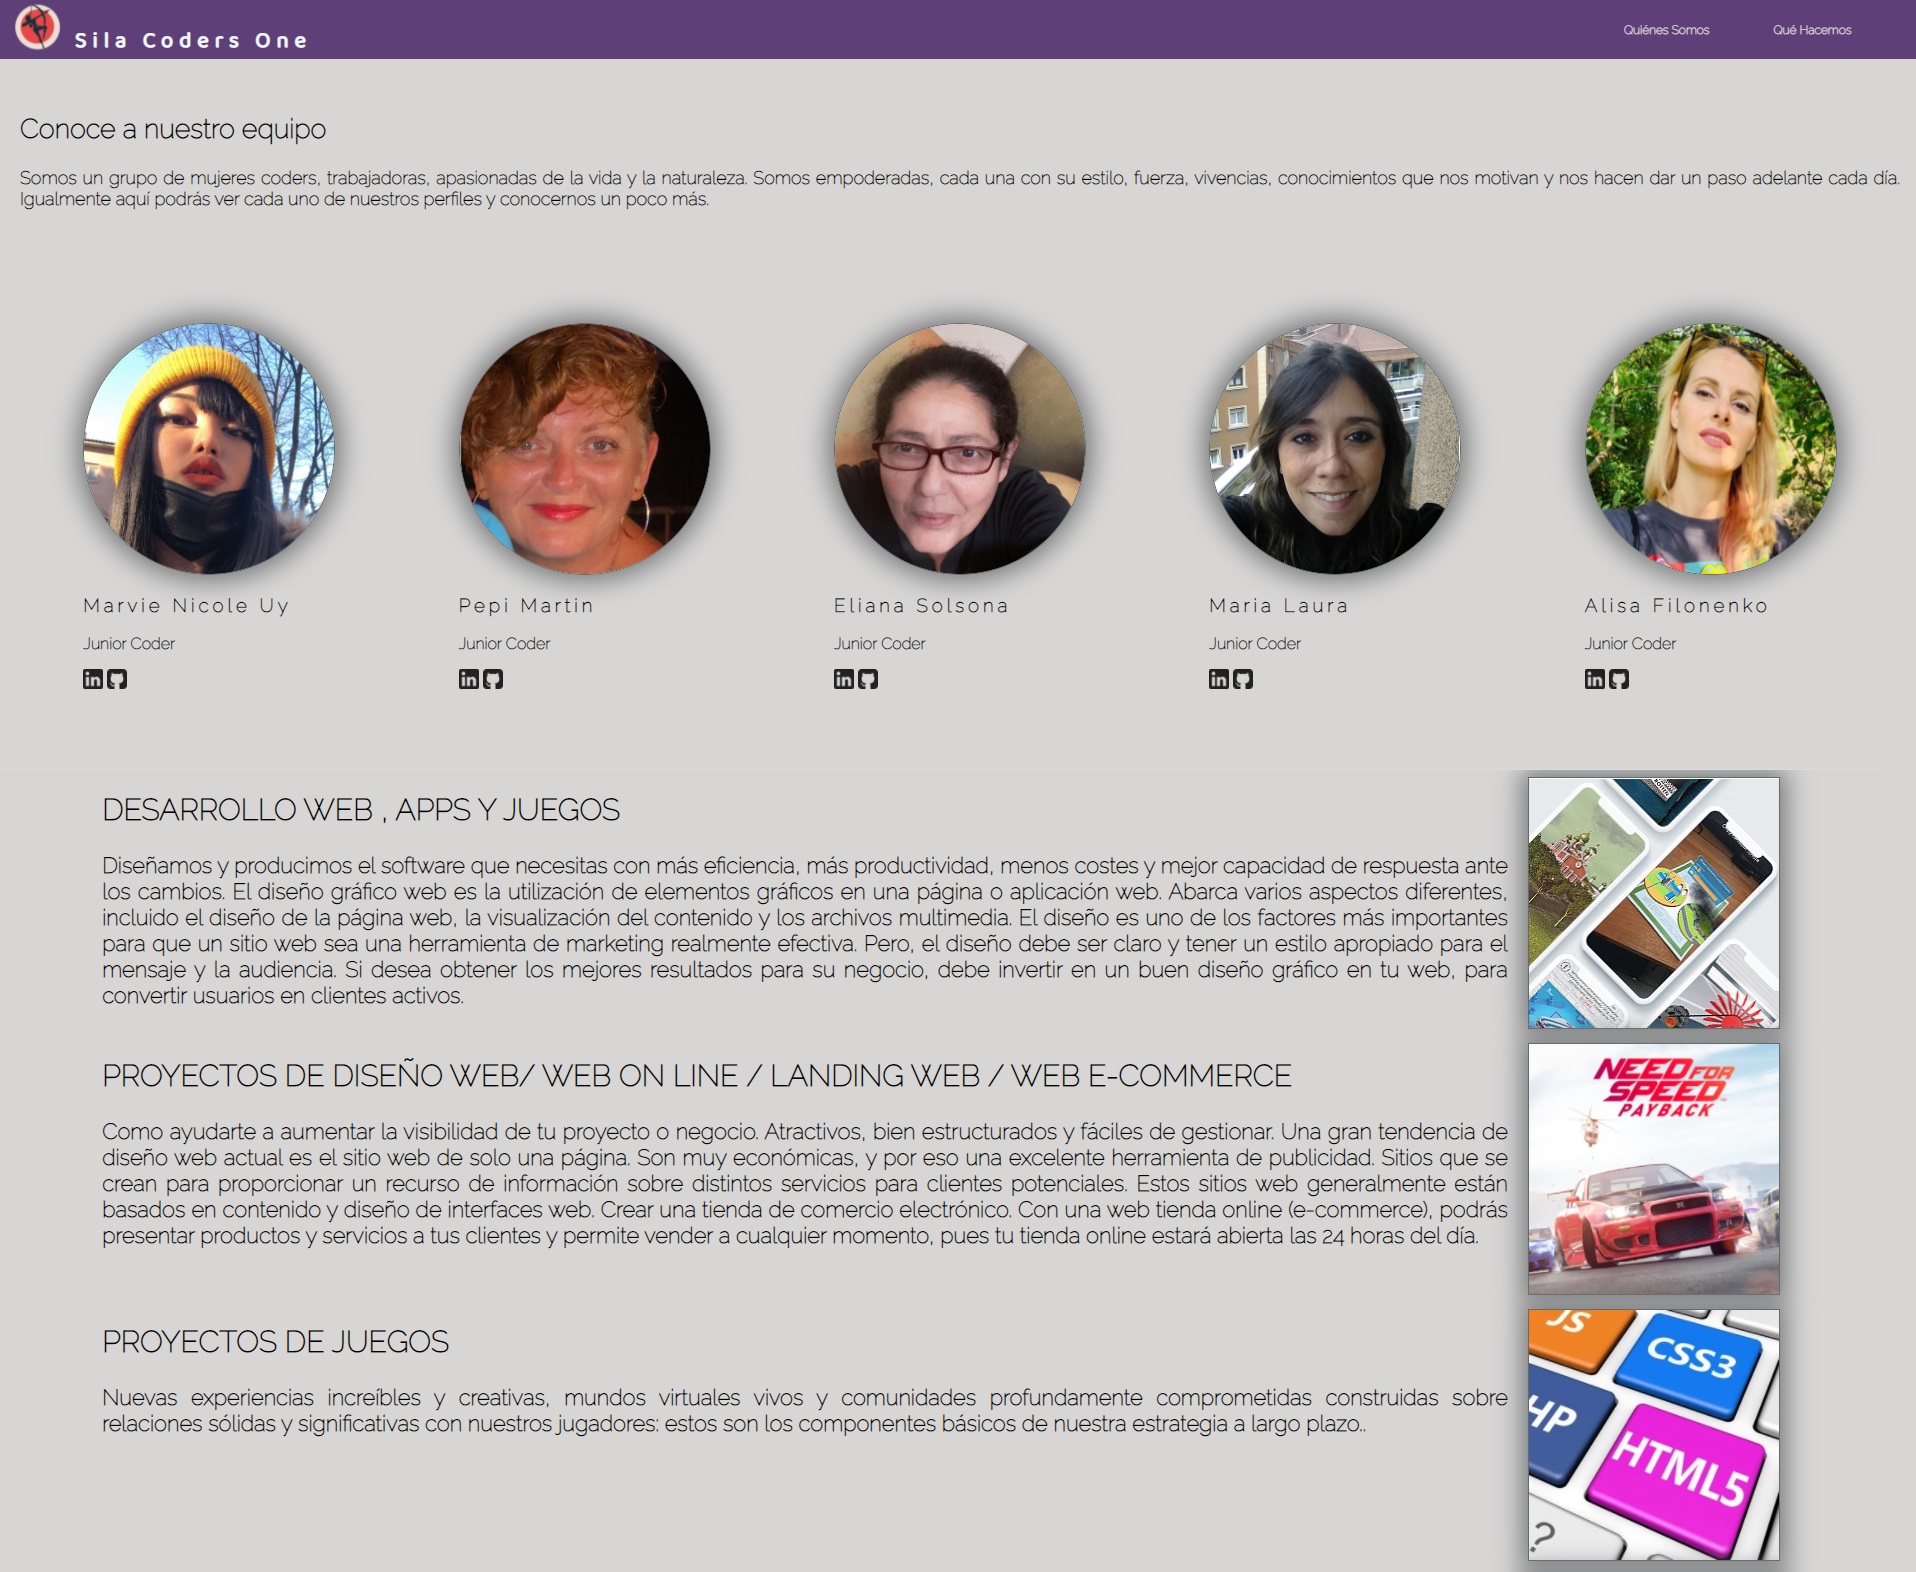 Sila Coders One
Quiénes Somos
Qué Hacemos
Conoce a nuestro equipo
Somos un grupo de mujeres coders, trabajadoras, apasionadas de la vida y la naturaleza. Somos empoderadas, cada una con su estilo, fuerza, vivencias, conocimientos que nos motivan y nos hacen dar un paso adelante cada día.
Igualmente aquí podrás ver cada uno de nuestros perfiles y conocernos un poco más.
Marvie Nicole Uy
Junior Coder
Pepi Martin
Junior Coder
Eliana Solsona
Junior Coder
Maria Laura
Junior Coder
Alisa Filonenko
Junior Coder
DESARROLLO WEB , APPS Y JUEGOS
Diseñamos y producimos el software que necesitas con más eficiencia, más productividad, menos costes y mejor capacidad de respuesta ante
los cambios. El diseño gráfico web es la utilización de elementos gráficos en una página o aplicación web. Abarca varios aspectos diferentes,
incluido el diseño de la página web, la visualización del contenido y los archivos multimedia. El diseño es uno de los factores más importantes
para que un sitio web sea una herramienta de marketing realmente efectiva. Pero, el diseño debe ser claro y tener un estilo apropiado para el
mensaje y la audiencia. Si desea obtener los mejores resultados para su negocio, debe invertir en un buen diseño gráfico en tu web, para
convertir usuarios en clientes activos.
PROYECTOS DE DISEÑO WEB/ WEB ON LINE / LANDING WEB / WEB E-COMMERCE
Como ayudarte a aumentar la visibilidad de tu proyecto o negocio. Atractivos, bien estructurados y fáciles de gestionar. Una gran tendencia de
diseño web actual es el sitio web de solo una página. Son muy económicas, y por eso una excelente herramienta de publicidad. Sitios que se
crean para proporcionar un recurso de información sobre distintos servicios para clientes potenciales. Estos sitios web generalmente están
basados en contenido y diseño de interfaces web. Crear una tienda de comercio electrónico. Con una web tienda online (e-commerce), podrás
presentar productos y servicios a tus clientes y permite vender a cualquier momento, pues tu tienda online estará abierta las 24 horas del día.
NEED FOR
SPEED
PAYBACK
PROYECTOS DE JUEGOS
Nuevas experiencias increíbles y creativas, mundos virtuales vivos y comunidades profundamente comprometidas construidas sobre
relaciones sólidas y significativas con nuestros jugadores: estos son los componentes básicos de nuestra estrategia a largo plazo..
JS
CSS3
HP
HTML5
?